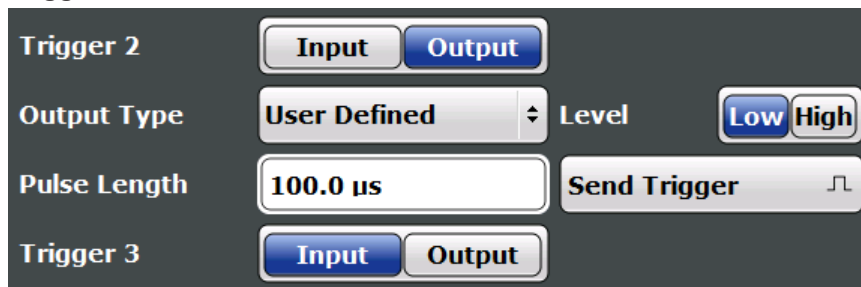 Trigger 2 Input Output
Output Type User Defined Level Low High
Pulse Length 100.0 µs Send Trigger
Trigger 3 Input Output